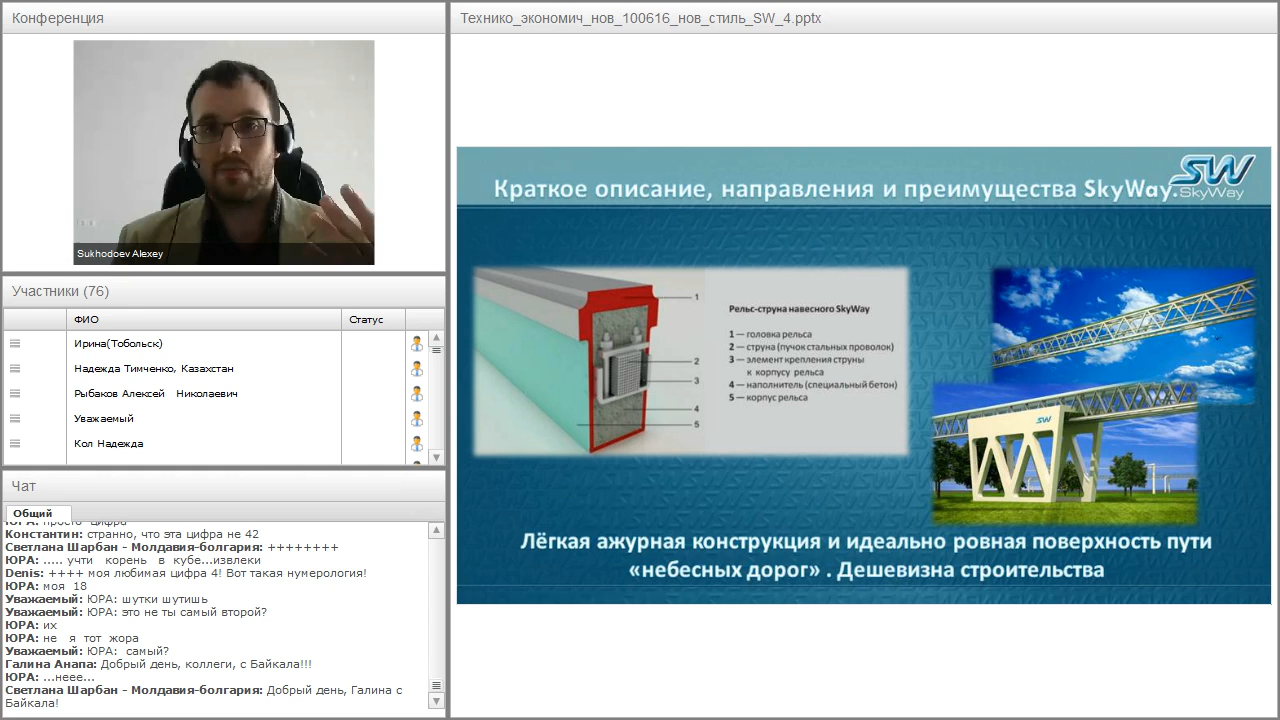 Конференция
Sukhodoev Alexey
Участники (76)
ФИО
Статус
Ирина(Тобольск)
Надежда Тимченко, Казахстан
Рыбаков Алексей Николаевич
Уважаемый
Кол Надежда
Чат
Общий
ЮРА: просто цифра
Константин: странно, что эта цифра не 42
Светлана Шарбан - Молдавия-болгария: ++++++++
ЮРА: ..... учти корень в кубе...извлеки
Denis: ++++ моя любимая цифра 4! Вот такая нумерология!
ЮРА: моя 18
Уважаемый: ЮРА: шутки шутишь
Уважаемый: ЮРА: это не ты самый второй?
ЮРА: их
ЮРА: не я тот жора
Уважаемый: ЮРА: самый?
Галина Анапа: Добрый день, коллеги, с Байкала!!!
ЮРА: ...неее...
Светлана Шарбан - Молдавия-болгария: Добрый день, Галина с
Байкала!
Технико_экономич_нов_100616_нов_стиль_SW_4.pptx
Краткое описание, направления и преимущества SkyWay.
SW
SkyWay
1
2
3
4
5
Рельс-струна навесного SkyWay
1 — головка рельса
2 — струна (пучок стальных проволок)
3 — элемент крепления струны
к корпусу рельса
4 — наполнитель (специальный бетон)
5 — корпус рельса
SW
Лёгкая ажурная конструкция и идеально ровная поверхность пути
«небесных дорог» . Дешевизна строительства